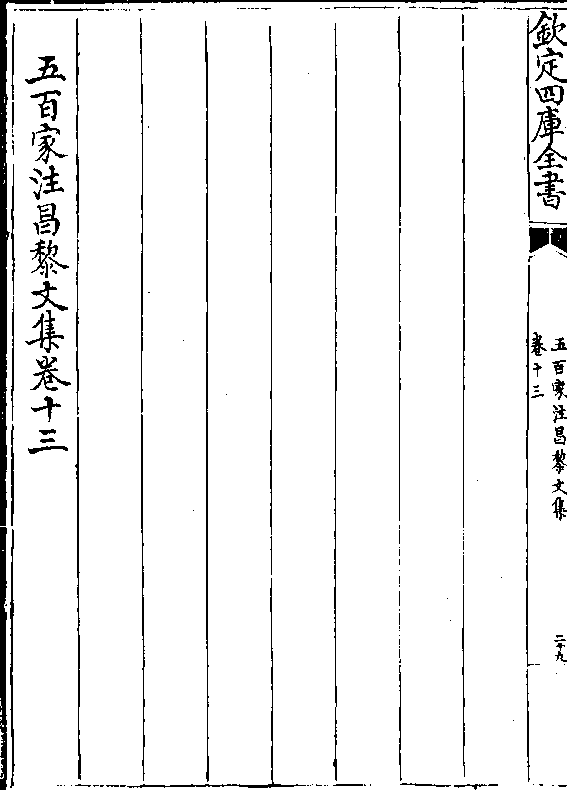 欽定四庫全書
五百家注昌黎文集
卷十三
二十九
五百家注昌黎文集卷十三